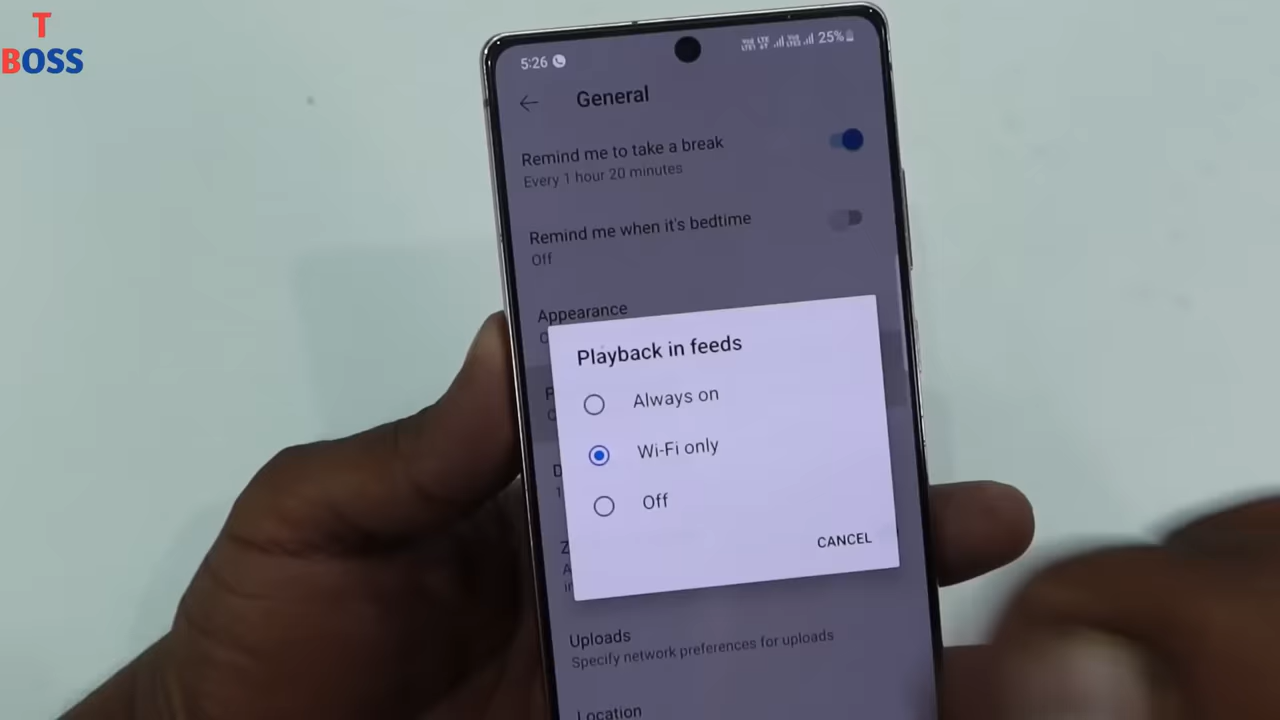 T
BOSS
5:26
25%
General
Remind me to take a break
Every 1 hour 20 minutes
Remind me when it's bedtime
Off
Appearance
Playback in feeds
Always on
Wi-Fi only
Off
CANCEL
Uploads
Specify network preferences for uploads
Location